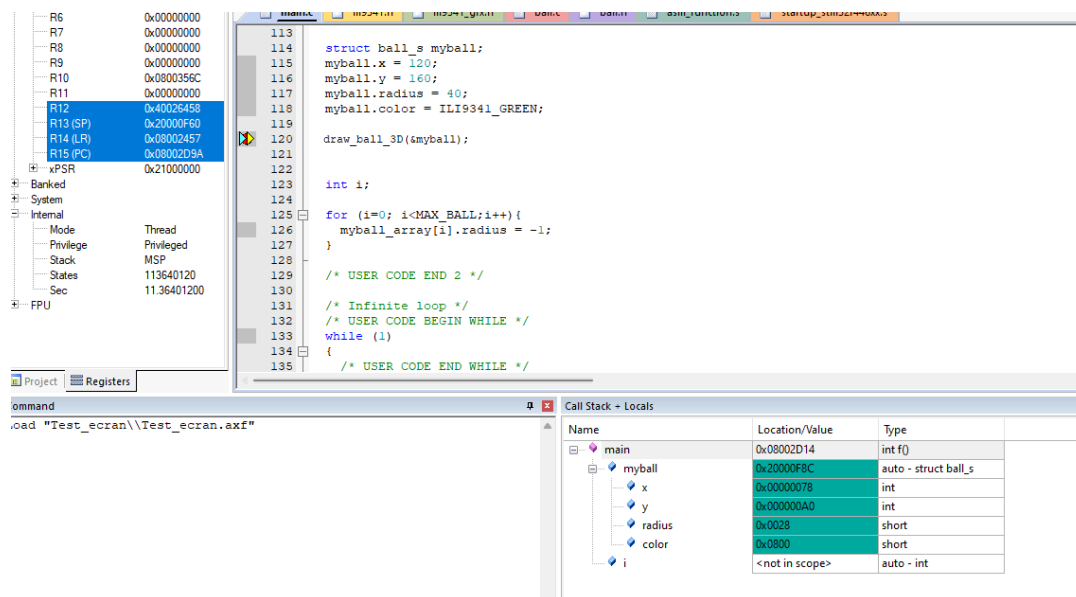 main.c ili9341.h ili9341_gfx.h ball.c ball.h asm_function.s startup_stm32f446xx.s
R6 0x00000000
R7 0x00000000
R8 0x00000000
R9 0x00000000
R10 0x0800356C
R11 0x00000000
R12 0x40026458
R13 (SP) 0x20000F60
R14 (LR) 0x08002457
R15 (PC) 0x08002D9A
xPSR 0x21000000
Banked
System
Internal
Mode Thread
Privilege Privileged
Stack MSP
States 113640120
Sec 11.36401200
FPU
Project Registers
113
114 struct ball_s myball;
115 myball.x = 120;
116 myball.y = 160;
117 myball.radius = 40;
118 myball.color = ILI9341_GREEN;
119
120 draw_ball_3D(&myball);
121
122
123 int i;
124
125 for (i=0; i<MAX_BALL;i++){
126 myball_array[i].radius = -1;
127 }
128
129 /* USER CODE END 2 */
130
131 /* Infinite loop */
132 /* USER CODE BEGIN WHILE */
133 while (1)
134 {
135 /* USER CODE END WHILE */
ommand
oad "Test_ecran\\Test_ecran.axf"
Call Stack + Locals
Name Location/Value Type
main 0x08002D14 int f()
myball 0x20000F8C auto - struct ball_s
x 0x00000078 int
y 0x000000A0 int
radius 0x0028 short
color 0x0800 short
i <not in scope> auto - int